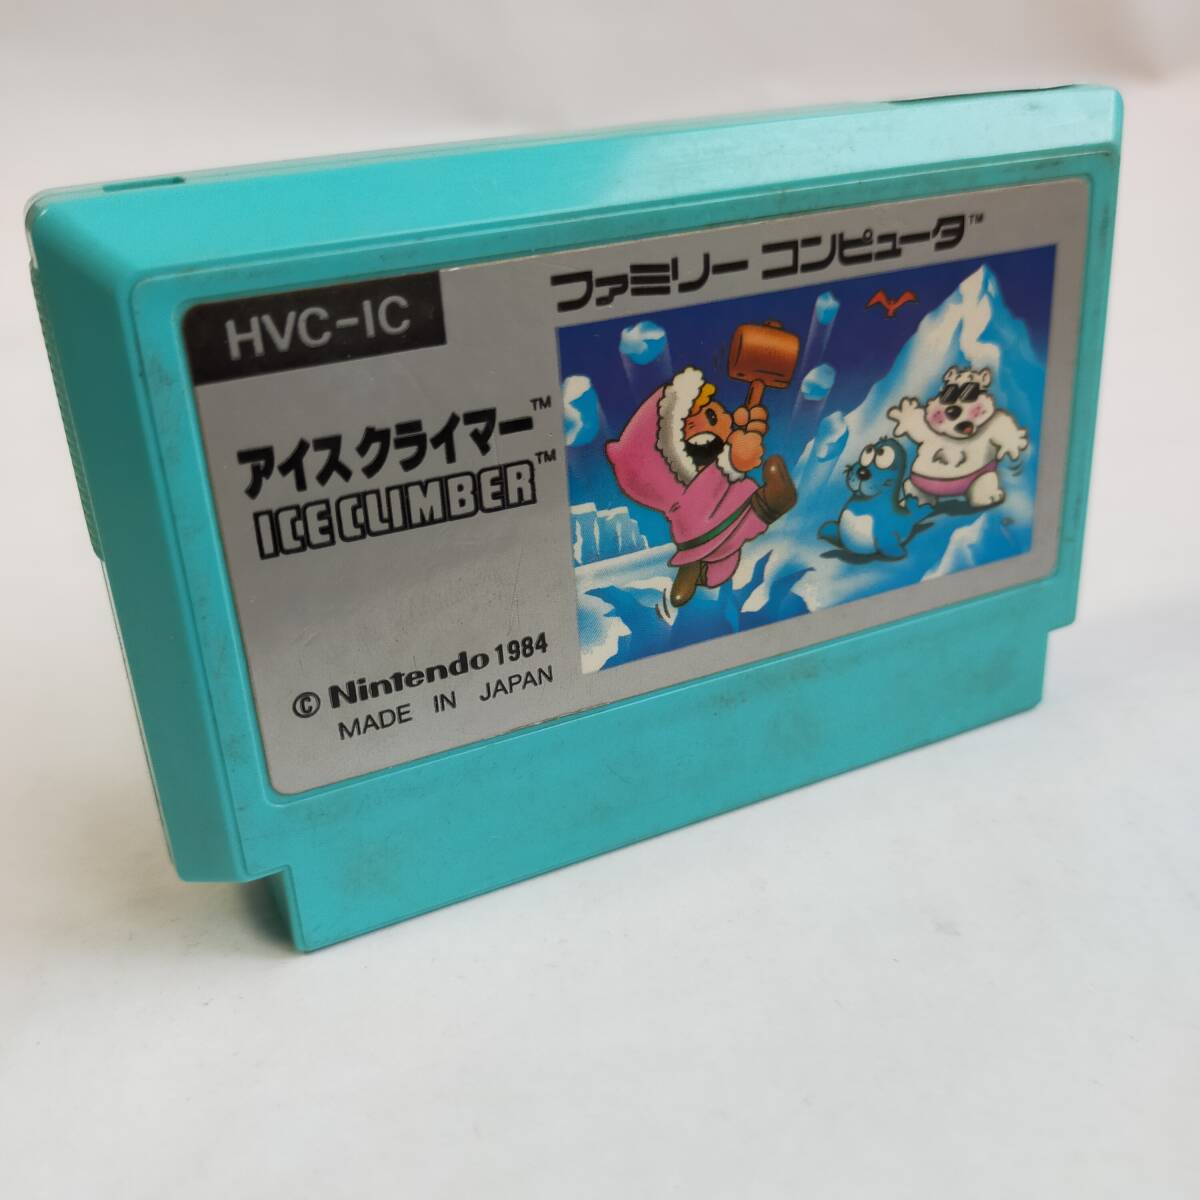 ファミリー コンピュータ™
HVC-IC
アイスクライマー™
ICE CLIMBER™
© Nintendo 1984
MADE IN JAPAN